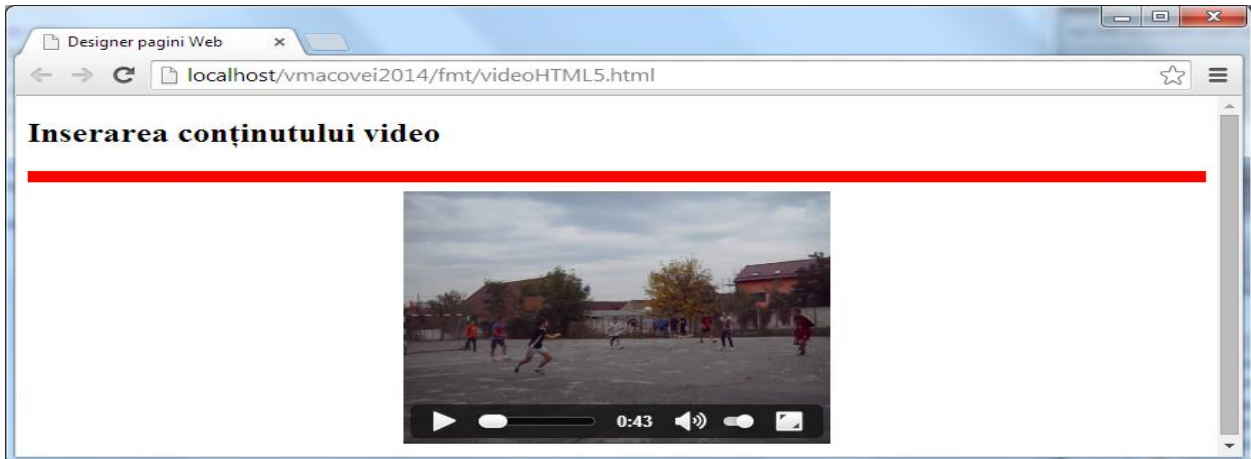 Designer pagini Web
localhost/vmacovei2014/fmt/videoHTML5.html
Inserarea conținutului video
0:43